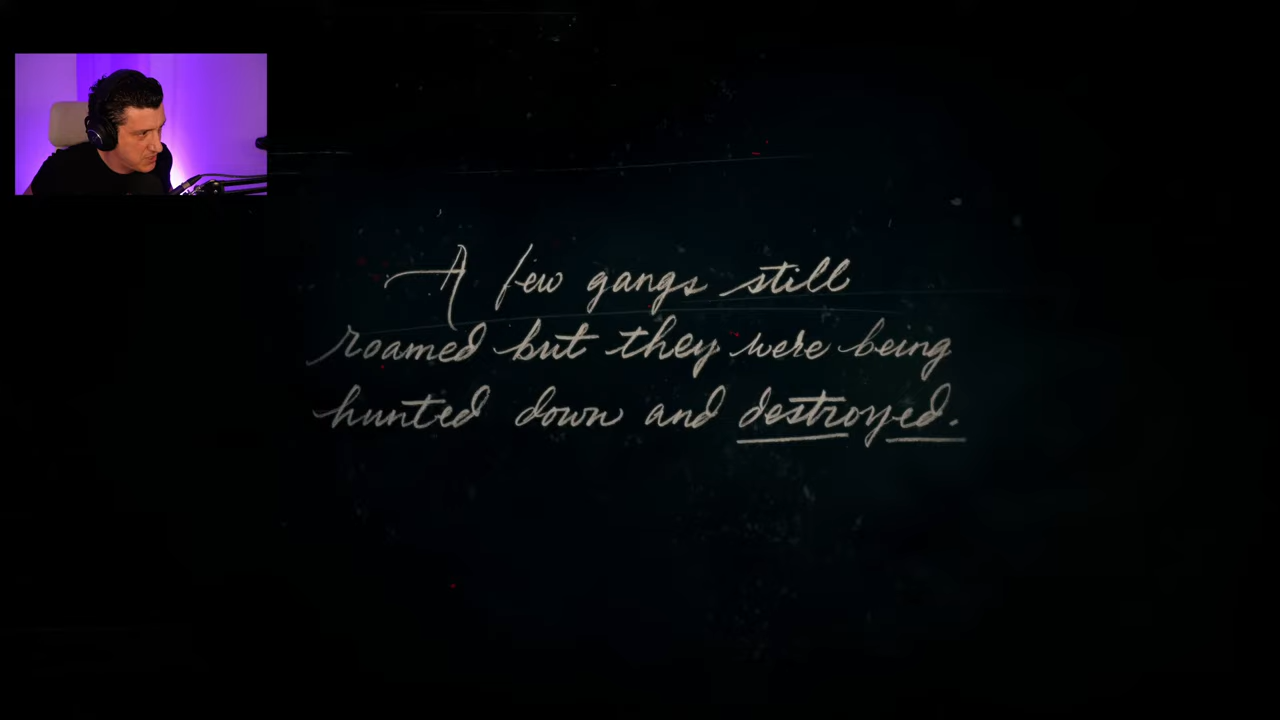 A few gangs still
roamed but they were being
hunted down and destroyed.